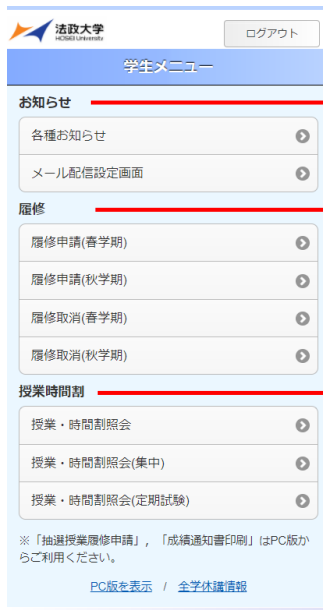 法政大学
HOSEI University
ログアウト
学生メニュー
お知らせ
各種お知らせ
メール配信設定画面
履修
履修申請(春学期)
履修申請(秋学期)
履修取消(春学期)
履修取消(秋学期)
授業時間割
授業・時間割照会
授業・時間割照会(集中)
授業・時間割照会(定期試験)
※「抽選授業履修申請」,「成績通知書印刷」はPC版か
らご利用ください。
PC版を表示 / 全学休講情報